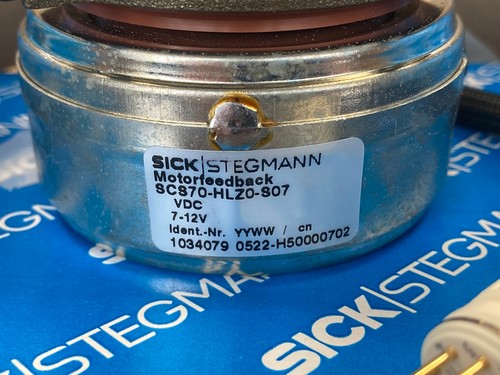 SICK|STEGMANN
Motorfeedback
SCS70-HLZ0-S07
VDC
7-12V
Ident.-Nr. YYWW / cn
1034079 0522-H50000702
SICK|STEGMANN
STEGMA
SICK|STEGMANN